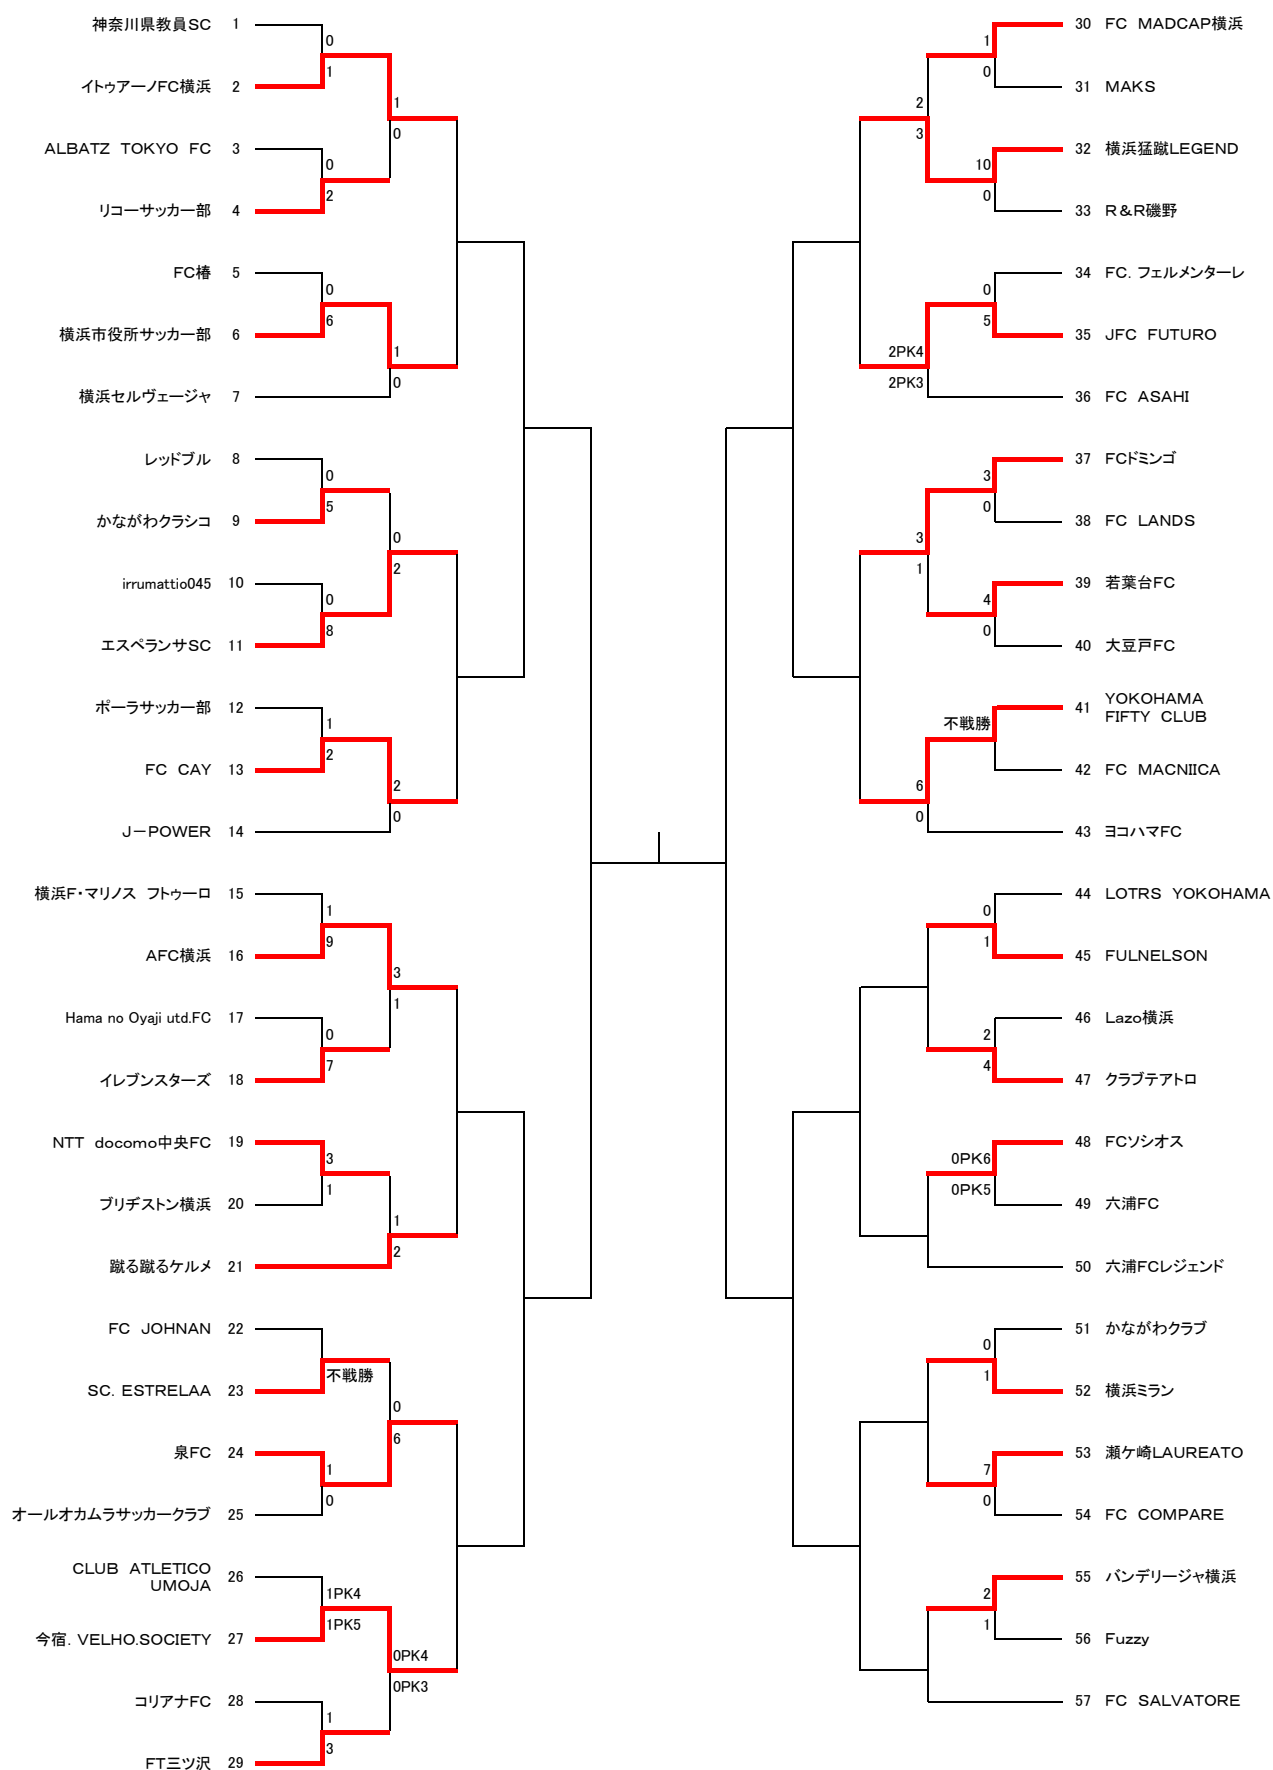 神奈川県教員SC 1
0
1
イトゥアーノFC横浜 2
1
0
ALBATZ TOKYO FC 3
0
2
リコーサッカー部 4
FC椿 5
0
6
横浜市役所サッカー部 6
1
0
横浜セルヴェージャ 7
レッドブル 8
0
5
かながわクラシコ 9
0
2
irrumattio045 10
0
8
エスペランサSC 11
ポーラサッカー部 12
1
2
FC CAY 13
2
0
J－POWER 14
横浜F・マリノス フトゥーロ 15
1
9
AFC横浜 16
3
1
Hama no Oyaji utd.FC 17
0
7
イレブンスターズ 18
NTT docomo中央FC 19
3
1
ブリヂストン横浜 20
1
2
蹴る蹴るケルメ 21
FC JOHNAN 22
不戦勝
SC. ESTRELAA 23
0
6
泉FC 24
1
0
オールオカムラサッカークラブ 25
CLUB ATLETICO
UMOJA 26
1PK4
1PK5
今宿. VELHO.SOCIETY 27
0PK4
0PK3
コリアナFC 28
1
3
FT三ツ沢 29
30 FC MADCAP横浜
1
0
31 MAKS
2
3
32 横浜猛蹴LEGEND
10
0
33 R＆R磯野
34 FC. フェルメンターレ
0
5
35 JFC FUTURO
2PK4
2PK3
36 FC ASAHI
37 FCドミンゴ
3
0
38 FC LANDS
3
1
39 若葉台FC
4
0
40 大豆戸FC
41 YOKOHAMA
FIFTY CLUB
不戦勝
42 FC MACNIICA
6
0
43 ヨコハマFC
44 LOTRS YOKOHAMA
0
1
45 FULNELSON
46 Lazo横浜
2
4
47 クラブテアトロ
48 FCソシオス
0PK6
0PK5
49 六浦FC
50 六浦FCレジェンド
51 かながわクラブ
0
1
52 横浜ミラン
53 瀬ケ崎LAUREATO
7
0
54 FC COMPARE
55 バンデリージャ横浜
2
1
56 Fuzzy
57 FC SALVATORE